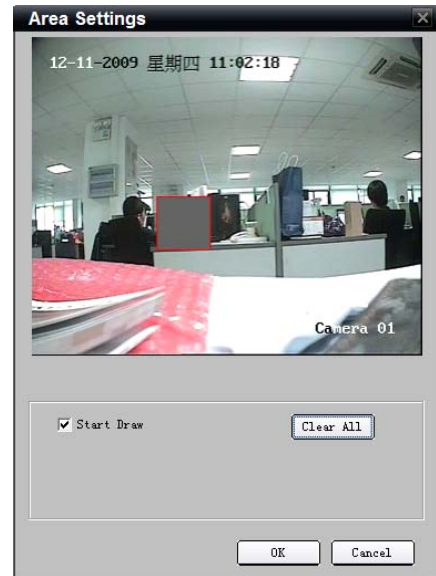 Area Settings
12-11-2009 星期四 11:02:18
Camera 01
Start Draw
Clear All
OK
Cancel